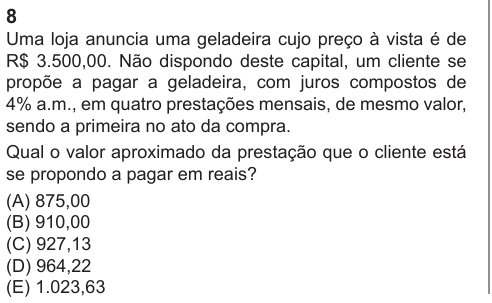 8
Uma loja anuncia uma geladeira cujo preço à vista é de
R$ 3.500,00. Não dispondo deste capital, um cliente se
propõe a pagar a geladeira, com juros compostos de
4% a.m., em quatro prestações mensais, de mesmo valor,
sendo a primeira no ato da compra.
Qual o valor aproximado da prestação que o cliente está
se propondo a pagar em reais?
(A) 875,00
(B) 910,00
(C) 927,13
(D) 964,22
(E) 1.023,63